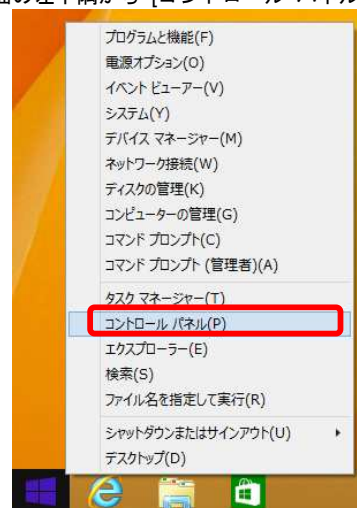 コントロール パネル
プログラムと機能(F)
電源オプション(O)
イベント ビューアー(V)
システム(Y)
デバイス マネージャー(M)
ネットワーク接続(W)
ディスクの管理(K)
コンピューターの管理(G)
コマンド プロンプト(C)
コマンド プロンプト (管理者)(A)
タスク マネージャー(T)
コントロール パネル(P)
エクスプローラー(E)
検索(S)
ファイル名を指定して実行(R)
シャットダウンまたはサインアウト(U)
デスクトップ(D)